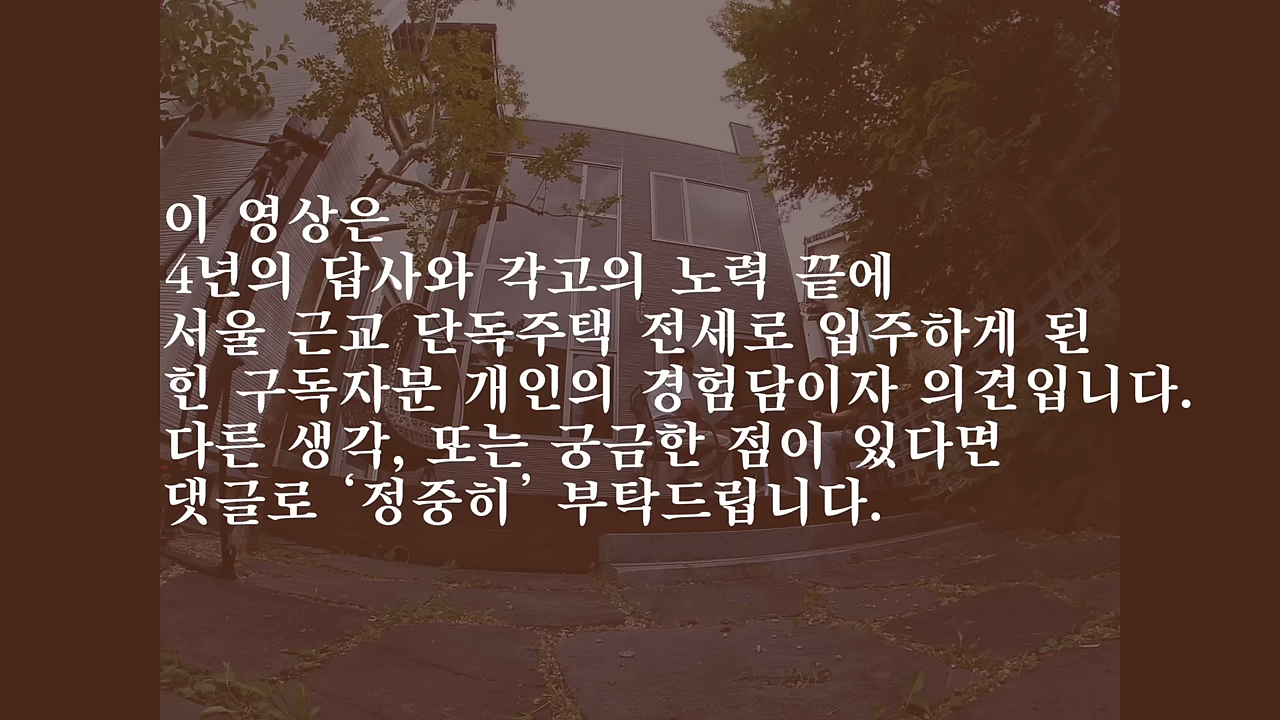 이 영상은
4년의 답사와 각고의 노력 끝에
서울 근교 단독주택 전세로 입주하게 된
힌 구독자분 개인의 경험담이자 의견입니다.
다른 생각, 또는 궁금한 점이 있다면
댓글로 ‘정중히’ 부탁드립니다.